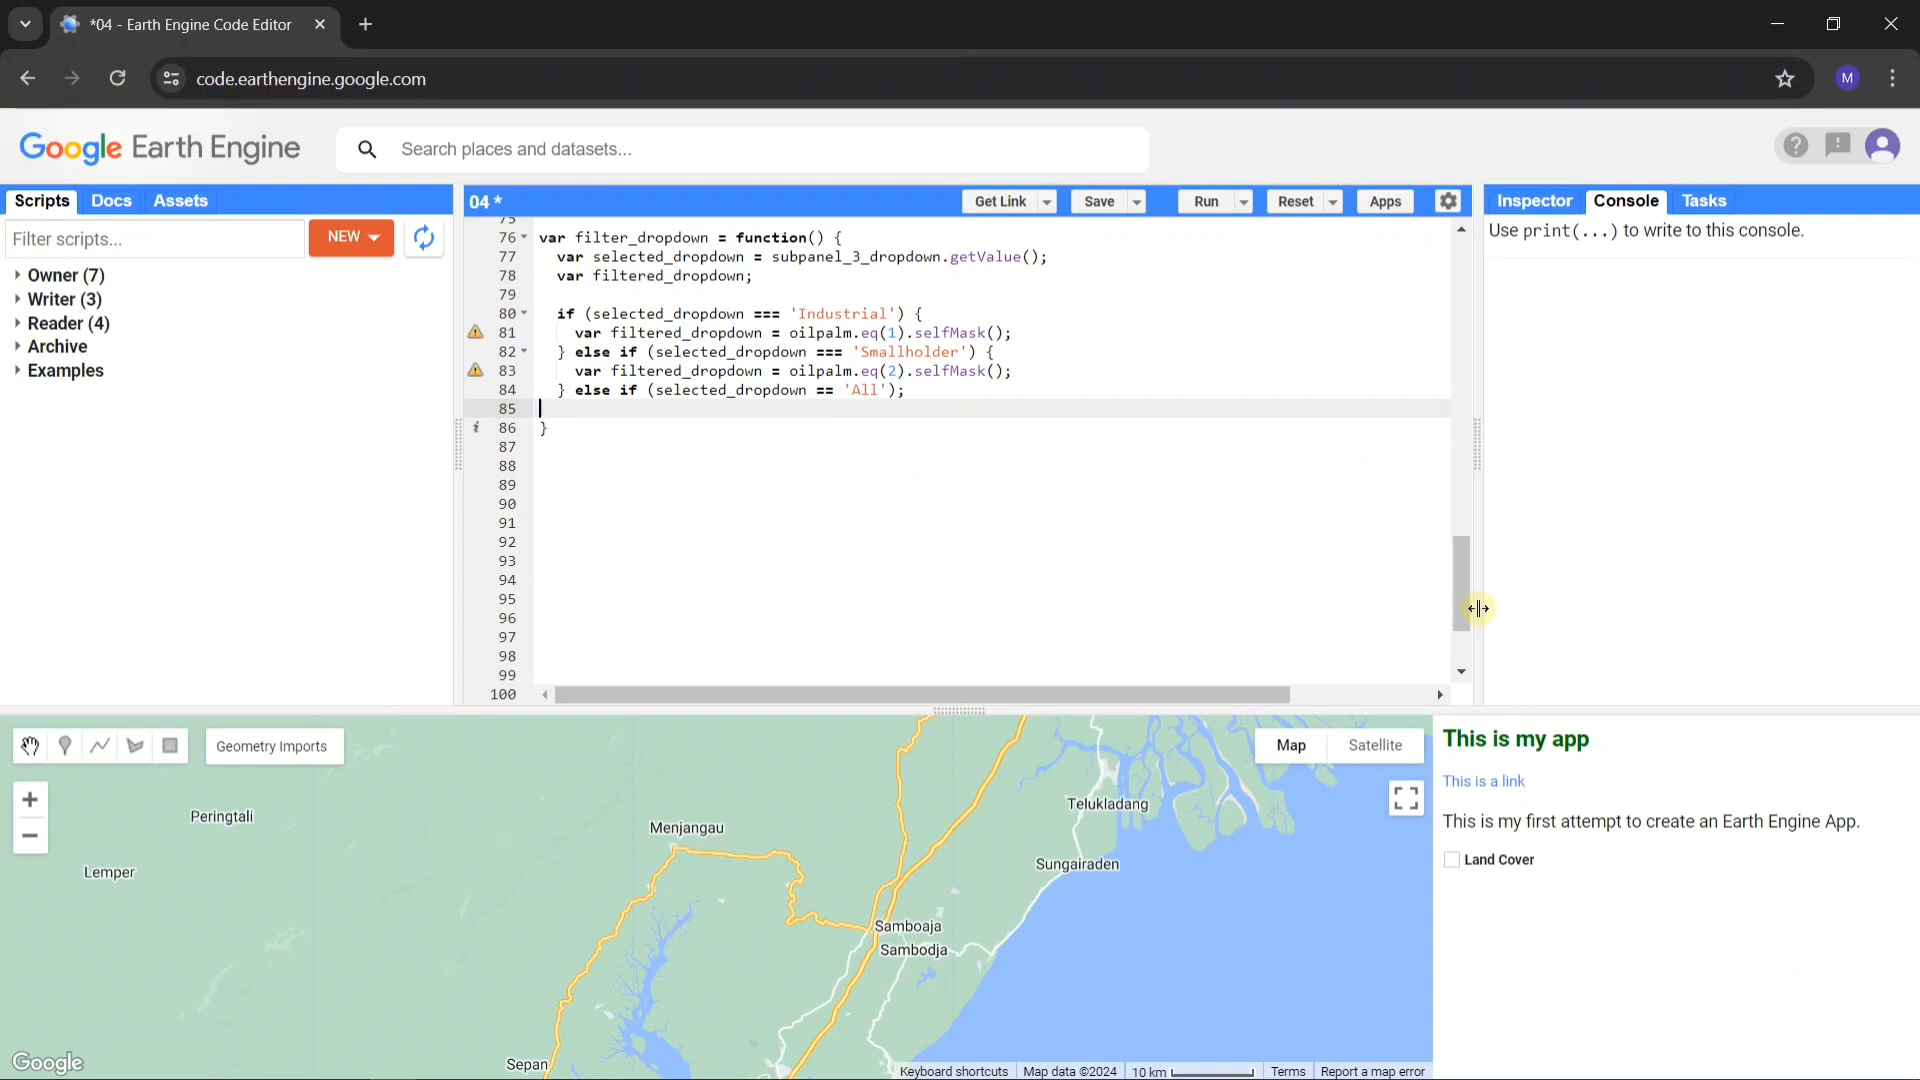 *04 - Earth Engine Code Editor
code.earthengine.google.com
M
Google Earth Engine
Search places and datasets...
Scripts Docs Assets
04 *
Get Link Save Run Reset Apps
Inspector Console Tasks
Filter scripts...
NEW
Use print(...) to write to this console.
Owner (7)
Writer (3)
Reader (4)
Archive
Examples
75
76 var filter_dropdown = function() {
77 var selected_dropdown = subpanel_3_dropdown.getValue();
78 var filtered_dropdown;
79
80 if (selected_dropdown === 'Industrial') {
81 var filtered_dropdown = oilpalm.eq(1).selfMask();
82 } else if (selected_dropdown === 'Smallholder') {
83 var filtered_dropdown = oilpalm.eq(2).selfMask();
84 } else if (selected_dropdown == 'All');
85
86 }
87
88
89
90
91
92
93
94
95
96
97
98
99
100
Geometry Imports
Map Satellite
This is my app
This is a link
This is my first attempt to create an Earth Engine App.
Land Cover
Peringtali
Lemper
Menjangau
Telukladang
Sungairaden
Samboaja
Sambodja
Sepan
Google
Keyboard shortcuts Map data ©2024 10 km Terms Report a map error